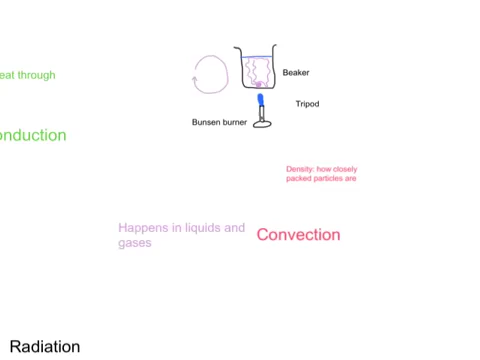 Beaker
eat through
Tripod
Bunsen burner
onduction
Density: how closely
packed particles are
Happens in liquids and
gases
Convection
Radiation